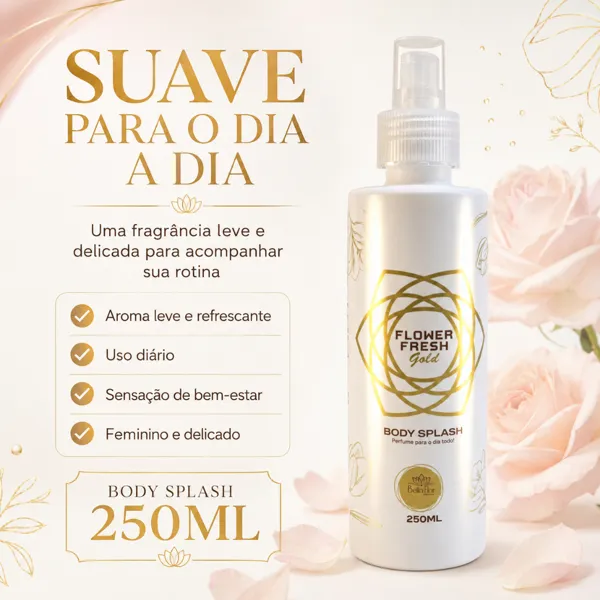 SUAVE
PARA O DIA
A DIA
Uma fragrância leve e
delicada para acompanhar
sua rotina
Aroma leve e refrescante
Uso diário
Sensação de bem-estar
Feminino e delicado
BODY SPLASH
250ML
FLOWER
FRESH
Gold
BODY SPLASH
Perfume para a dia todo!
250ML